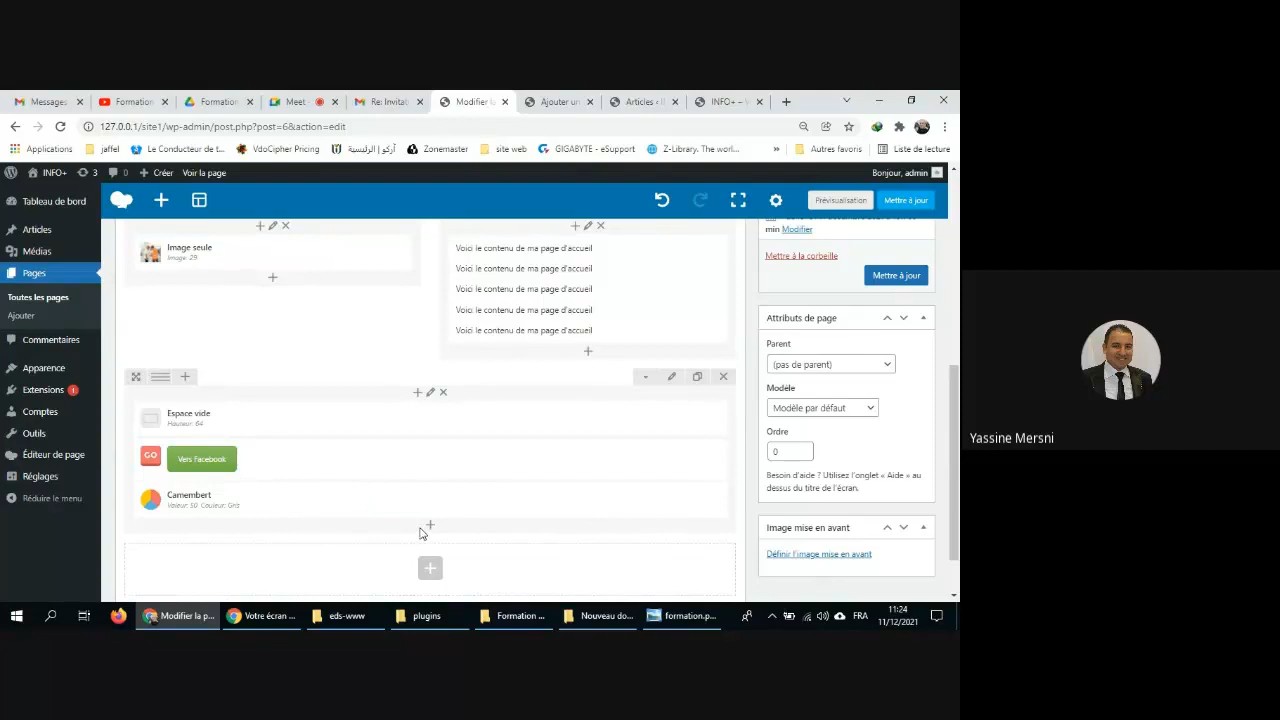 Messages
Formation
Formation
Meet
Re: Invitati
Modifier la
Ajouter un
Articles ‹ I
INFO+ – V
127.0.0.1/site1/wp-admin/post.php?post=6&action=edit
Applications
jaffel
Le Conducteur de t...
VdoCipher Pricing
أركو | الرئيسية
Zonemaster
site web
GIGABYTE - eSupport
Z-Library. The worl...
Autres favoris
Liste de lecture
INFO+
3
0
Créer
Voir la page
Bonjour, admin
Tableau de bord
Articles
Médias
Pages
Toutes les pages
Ajouter
Commentaires
Apparence
Extensions 1
Comptes
Outils
Éditeur de page
Réglages
Réduire le menu
Prévisualisation
Mettre à jour
Image seule
Image: 29
Voici le contenu de ma page d'accueil
Voici le contenu de ma page d'accueil
Voici le contenu de ma page d'accueil
Voici le contenu de ma page d'accueil
Voici le contenu de ma page d'accueil
Espace vide
Hauteur: 64
GO
Vers Facebook
Camembert
Valeur: 50 Couleur: Gris
min Modifier
Mettre à la corbeille
Mettre à jour
Attributs de page
Parent
(pas de parent)
Modèle
Modèle par défaut
Ordre
0
Besoin d'aide ? Utilisez l'onglet « Aide » au
dessus du titre de l'écran.
Image mise en avant
Définir l'image mise en avant
Yassine Mersni
Modifier la p...
Votre écran ...
eds-www
plugins
Formation ...
Nouveau do...
formation.p...
FRA
11:24
11/12/2021